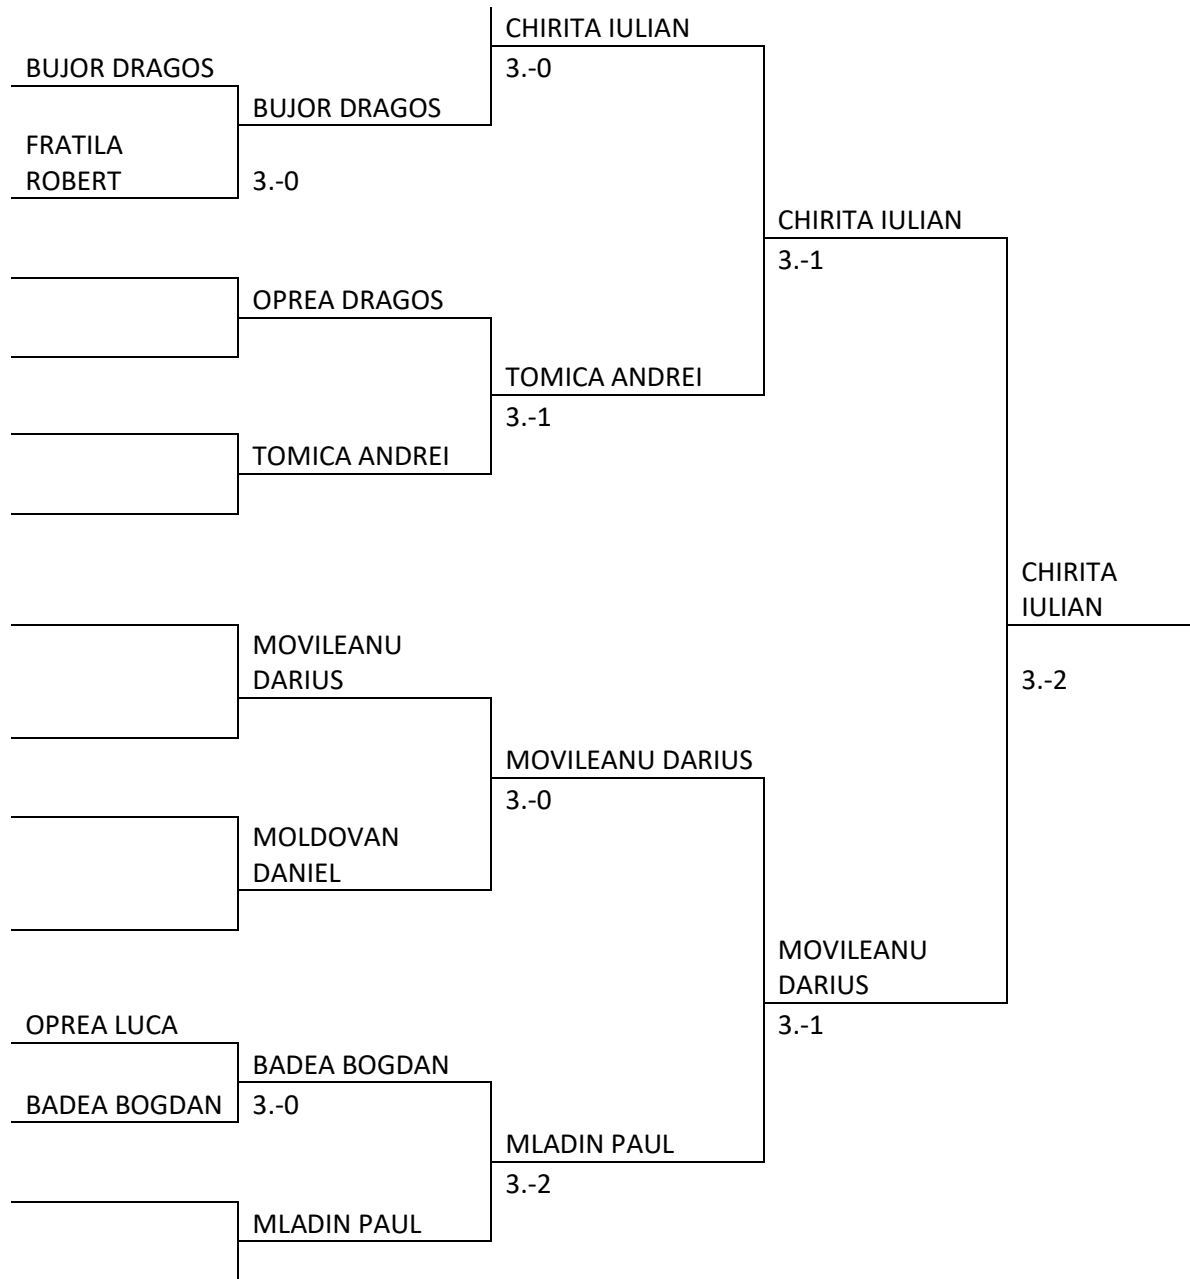 CHIRITA IULIAN
BUJOR DRAGOS
3.-0
BUJOR DRAGOS
FRATILA
ROBERT
3.-0
CHIRITA IULIAN
3.-1
OPREA DRAGOS
TOMICA ANDREI
3.-1
TOMICA ANDREI
CHIRITA
IULIAN
MOVILEANU
DARIUS
3.-2
MOVILEANU DARIUS
3.-0
MOLDOVAN
DANIEL
MOVILEANU
DARIUS
OPREA LUCA
3.-1
BADEA BOGDAN
BADEA BOGDAN
3.-0
MLADIN PAUL
3.-2
MLADIN PAUL